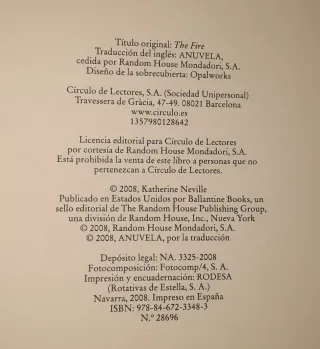 Título original: The Fire
Traducción del inglés: ANUVELA,
cedida por Random House Mondadori, S.A.
Diseño de la sobrecubierta: Opalworks
Círculo de Lectores, S.A. (Sociedad Unipersonal)
Travessera de Gràcia, 47-49. 08021 Barcelona
www.circulo.es
1357980128642
Licencia editorial para Círculo de Lectores
por cortesía de Random House Mondadori, S.A.
Está prohibida la venta de este libro a personas que no
pertenezcan a Círculo de Lectores.
© 2008, Katherine Neville
Publicado en Estados Unidos por Ballantine Books, un
sello editorial de The Random House Publishing Group,
una división de Random House, Inc., Nueva York
© 2008, Random House Mondadori, S.A.
© 2008, ANUVELA, por la traducción
Depósito legal: NA. 3325-2008
Fotocomposición: Fotocomp/4, S. A.
Impresión y encuadernación: RODESA
(Rotativas de Estella, S. A.)
Navarra, 2008. Impreso en España
ISBN: 978-84-672-3348-3
N.º 28696